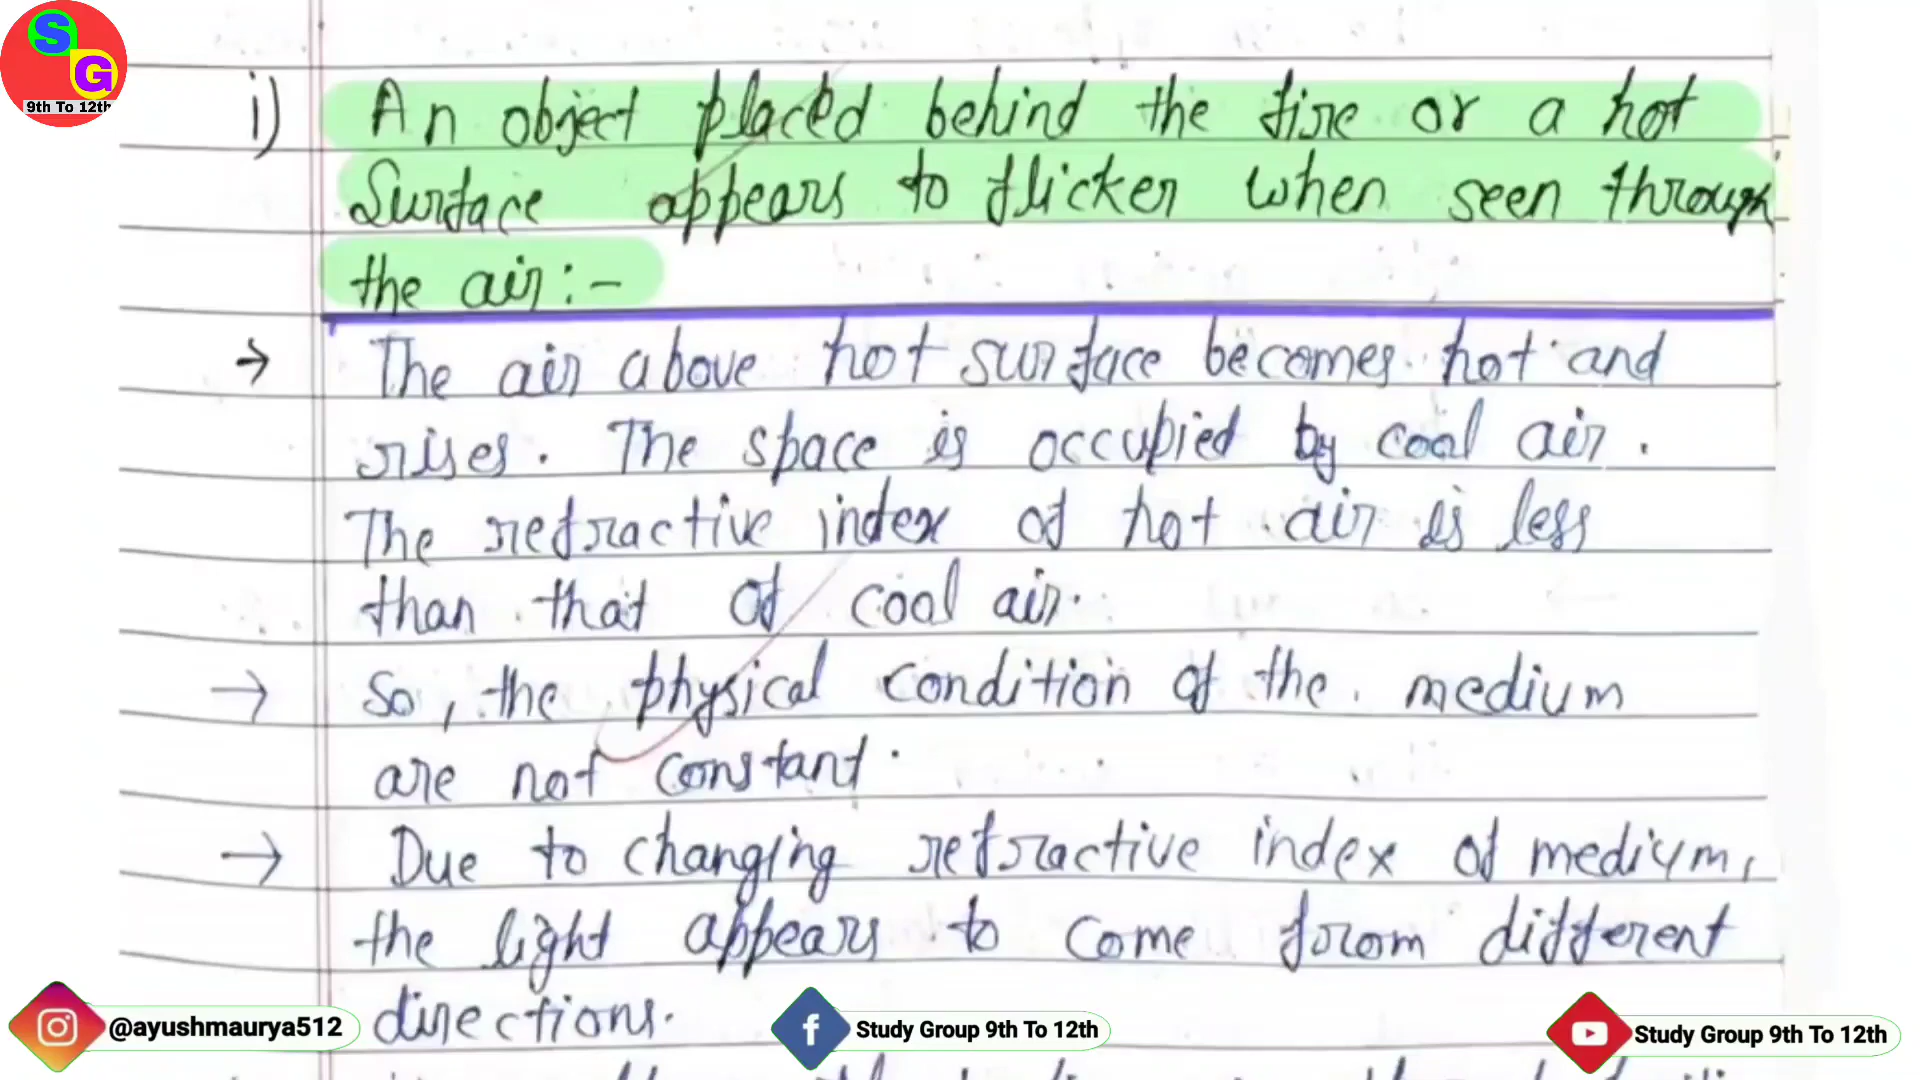 S
G
9th To 12th
i) An object placed behind the fire or a hot
Surface appears to flicker when seen through
the air:-
→ The air above hot surface becomes hot and
rises. The space is occupied by cool air.
The refractive index of hot air is less
than that of cool air.
→ So, the physical condition of the medium
are not constant.
→ Due to changing refractive index of medium,
the light appears to come from different
directions.
@ayushmaurya512
Study Group 9th To 12th
Study Group 9th To 12th